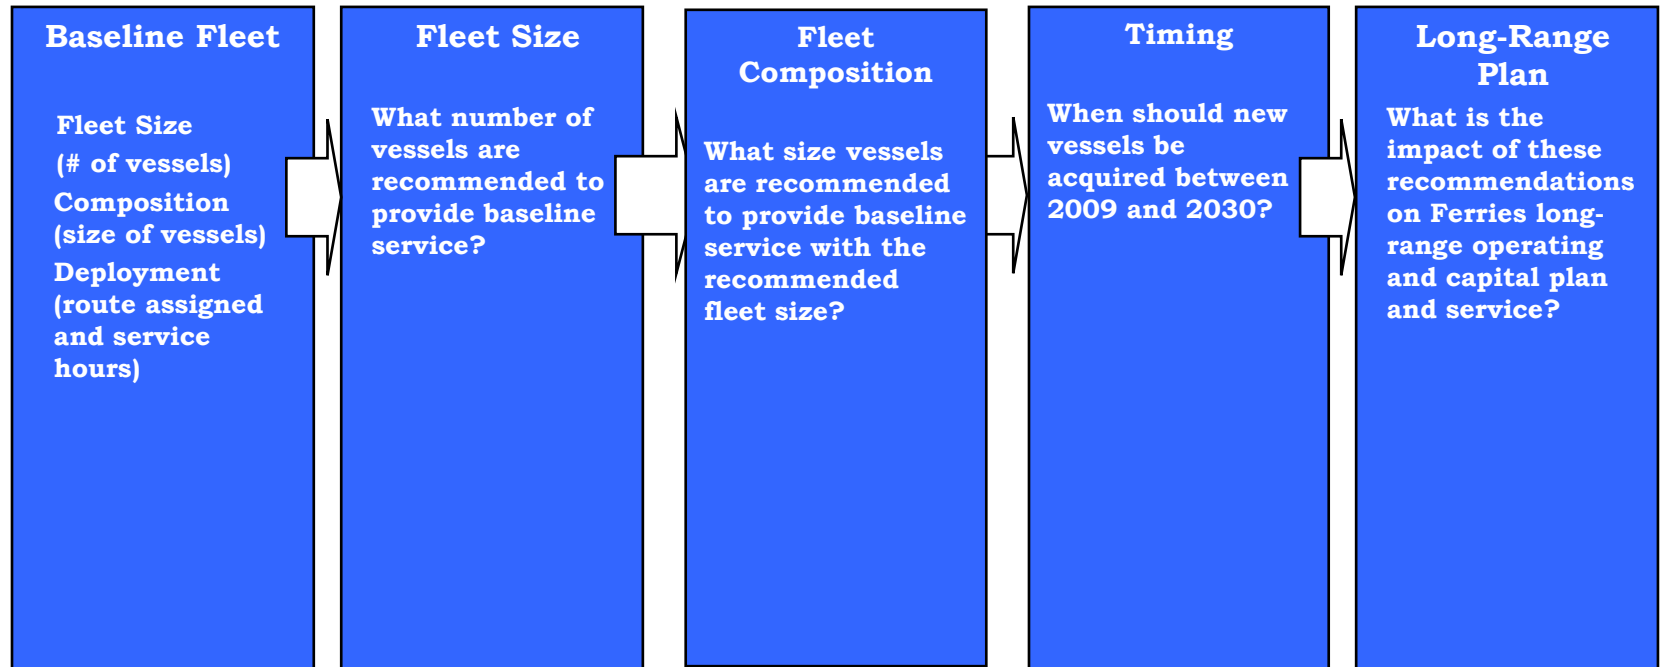 Baseline Fleet
Fleet Size
(# of vessels)
Composition
(size of vessels)
Deployment
(route assigned
and service
hours)
Fleet Size
What number of
vessels are
recommended to
provide baseline
service?
Fleet
Composition
What size vessels
are recommended
to provide baseline
service with the
recommended
fleet size?
Timing
When should new
vessels be
acquired between
2009 and 2030?
Long-Range
Plan
What is the
impact of these
recommendations
on Ferries long-
range operating
and capital plan
and service?